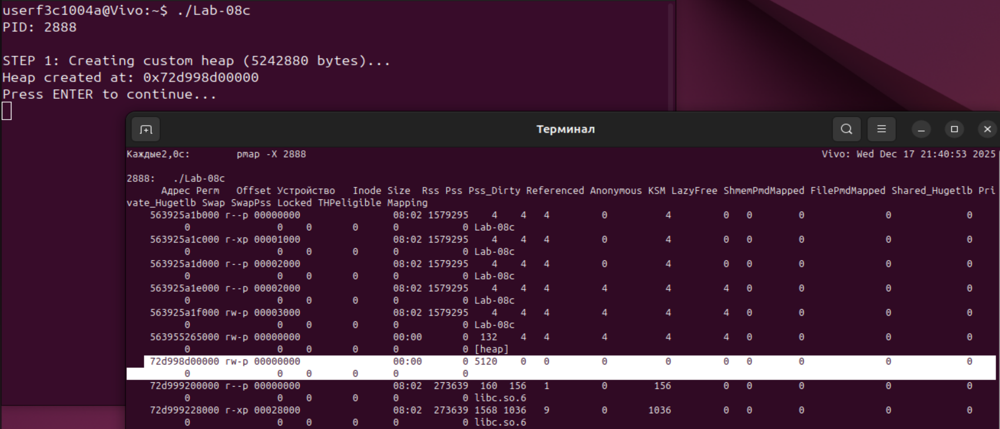 userf3c1004a@Vivo:~$ ./Lab-08c
PID: 2888
STEP 1: Creating custom heap (5242880 bytes)...
Heap created at: 0x72d998d00000
Press ENTER to continue...
Терминал
Каждые2,0с: pmap -X 2888 Vivo: Wed Dec 17 21:40:53 2025
2888: ./Lab-08c
Адрес Perm Offset Устройство Inode Size Rss Pss Pss_Dirty Referenced Anonymous KSM LazyFree ShmemPmdMapped FilePmdMapped Shared_Hugetlb Pri
vate_Hugetlb Swap SwapPss Locked THPeligible Mapping
563925a1b000 r--p 00000000 08:02 1579295 4 4 4 0 4 0 0 0 0 0
0 0 0 0 0 0 Lab-08c
563925a1c000 r-xp 00001000 08:02 1579295 4 4 4 0 4 0 0 0 0 0
0 0 0 0 0 0 Lab-08c
563925a1d000 r--p 00002000 08:02 1579295 4 4 4 0 4 0 0 0 0 0
0 0 0 0 0 0 Lab-08c
563925a1e000 r--p 00002000 08:02 1579295 4 4 4 4 4 4 0 0 0 0
0 0 0 0 0 0 Lab-08c
563925a1f000 rw-p 00003000 08:02 1579295 4 4 4 4 4 4 0 0 0 0
0 0 0 0 0 0 Lab-08c
563955265000 rw-p 00000000 00:00 0 132 4 4 4 4 4 0 0 0 0
0 0 0 0 0 0 [heap]
72d998d00000 rw-p 00000000 00:00 0 5120 0 0 0 0 0 0 0 0 0
0 0 0 0 0 0
72d999200000 r--p 00000000 08:02 273639 160 156 1 0 156 0 0 0 0 0
0 0 0 0 0 0 libc.so.6
72d999228000 r-xp 00028000 08:02 273639 1568 1036 9 0 1036 0 0 0 0 0
0 0 0 0 0 0 libc.so.6